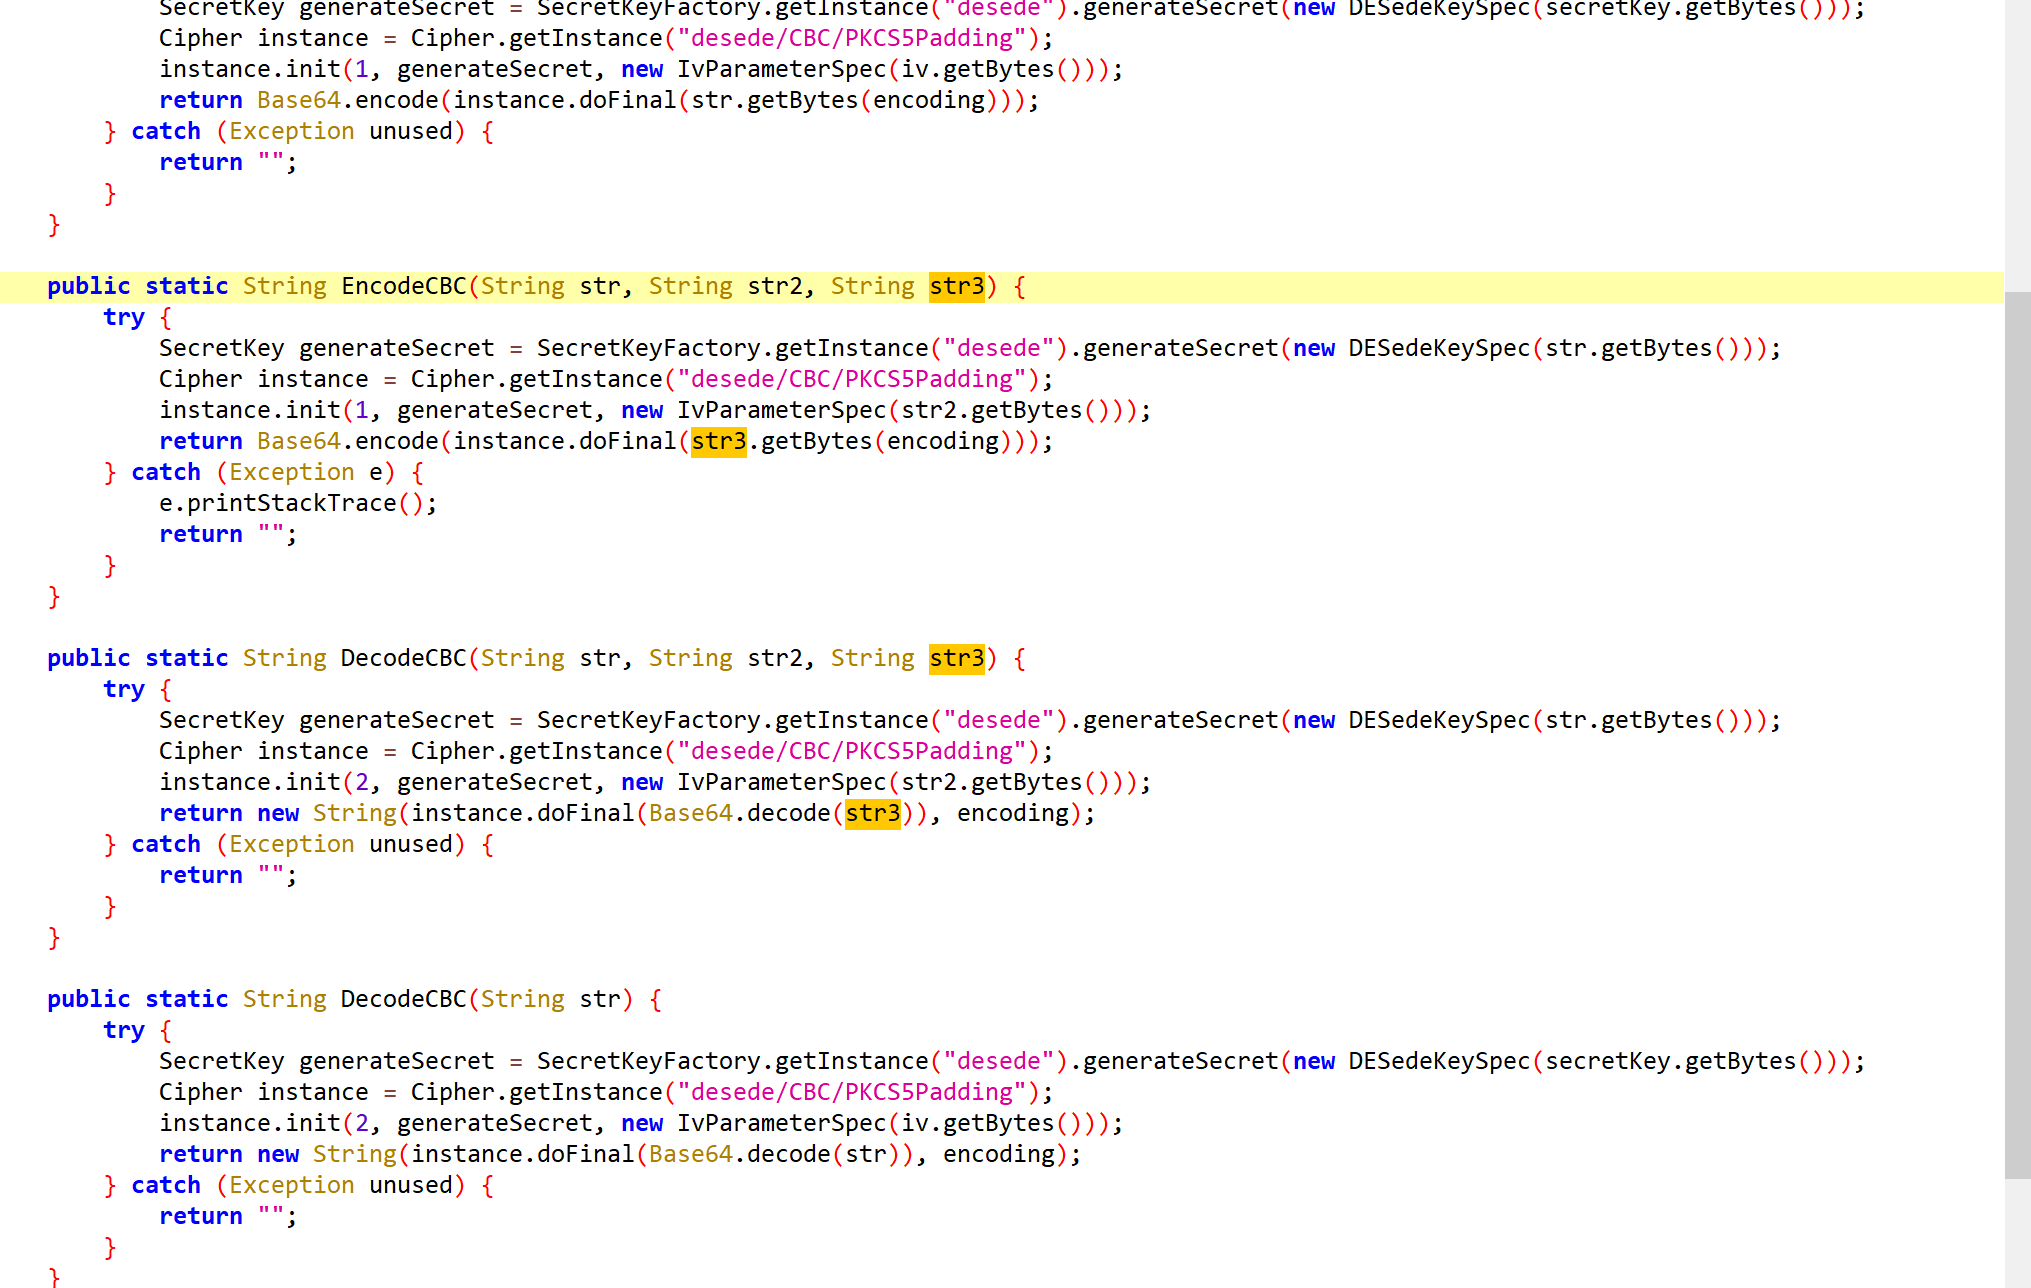 SecretKey generateSecret = SecretKeyFactory.getInstance("desede").generateSecret(new DESedeKeySpec(secretKey.getBytes()));
Cipher instance = Cipher.getInstance("desede/CBC/PKCS5Padding");
instance.init(1, generateSecret, new IvParameterSpec(iv.getBytes()));
return Base64.encode(instance.doFinal(str.getBytes(encoding)));
} catch (Exception unused) {
return "";
}
}
public static String EncodeCBC(String str, String str2, String str3) {
try {
SecretKey generateSecret = SecretKeyFactory.getInstance("desede").generateSecret(new DESedeKeySpec(str.getBytes()));
Cipher instance = Cipher.getInstance("desede/CBC/PKCS5Padding");
instance.init(1, generateSecret, new IvParameterSpec(str2.getBytes()));
return Base64.encode(instance.doFinal(str3.getBytes(encoding)));
} catch (Exception e) {
e.printStackTrace();
return "";
}
}
public static String DecodeCBC(String str, String str2, String str3) {
try {
SecretKey generateSecret = SecretKeyFactory.getInstance("desede").generateSecret(new DESedeKeySpec(str.getBytes()));
Cipher instance = Cipher.getInstance("desede/CBC/PKCS5Padding");
instance.init(2, generateSecret, new IvParameterSpec(str2.getBytes()));
return new String(instance.doFinal(Base64.decode(str3)), encoding);
} catch (Exception unused) {
return "";
}
}
public static String DecodeCBC(String str) {
try {
SecretKey generateSecret = SecretKeyFactory.getInstance("desede").generateSecret(new DESedeKeySpec(secretKey.getBytes()));
Cipher instance = Cipher.getInstance("desede/CBC/PKCS5Padding");
instance.init(2, generateSecret, new IvParameterSpec(iv.getBytes()));
return new String(instance.doFinal(Base64.decode(str)), encoding);
} catch (Exception unused) {
return "";
}
}